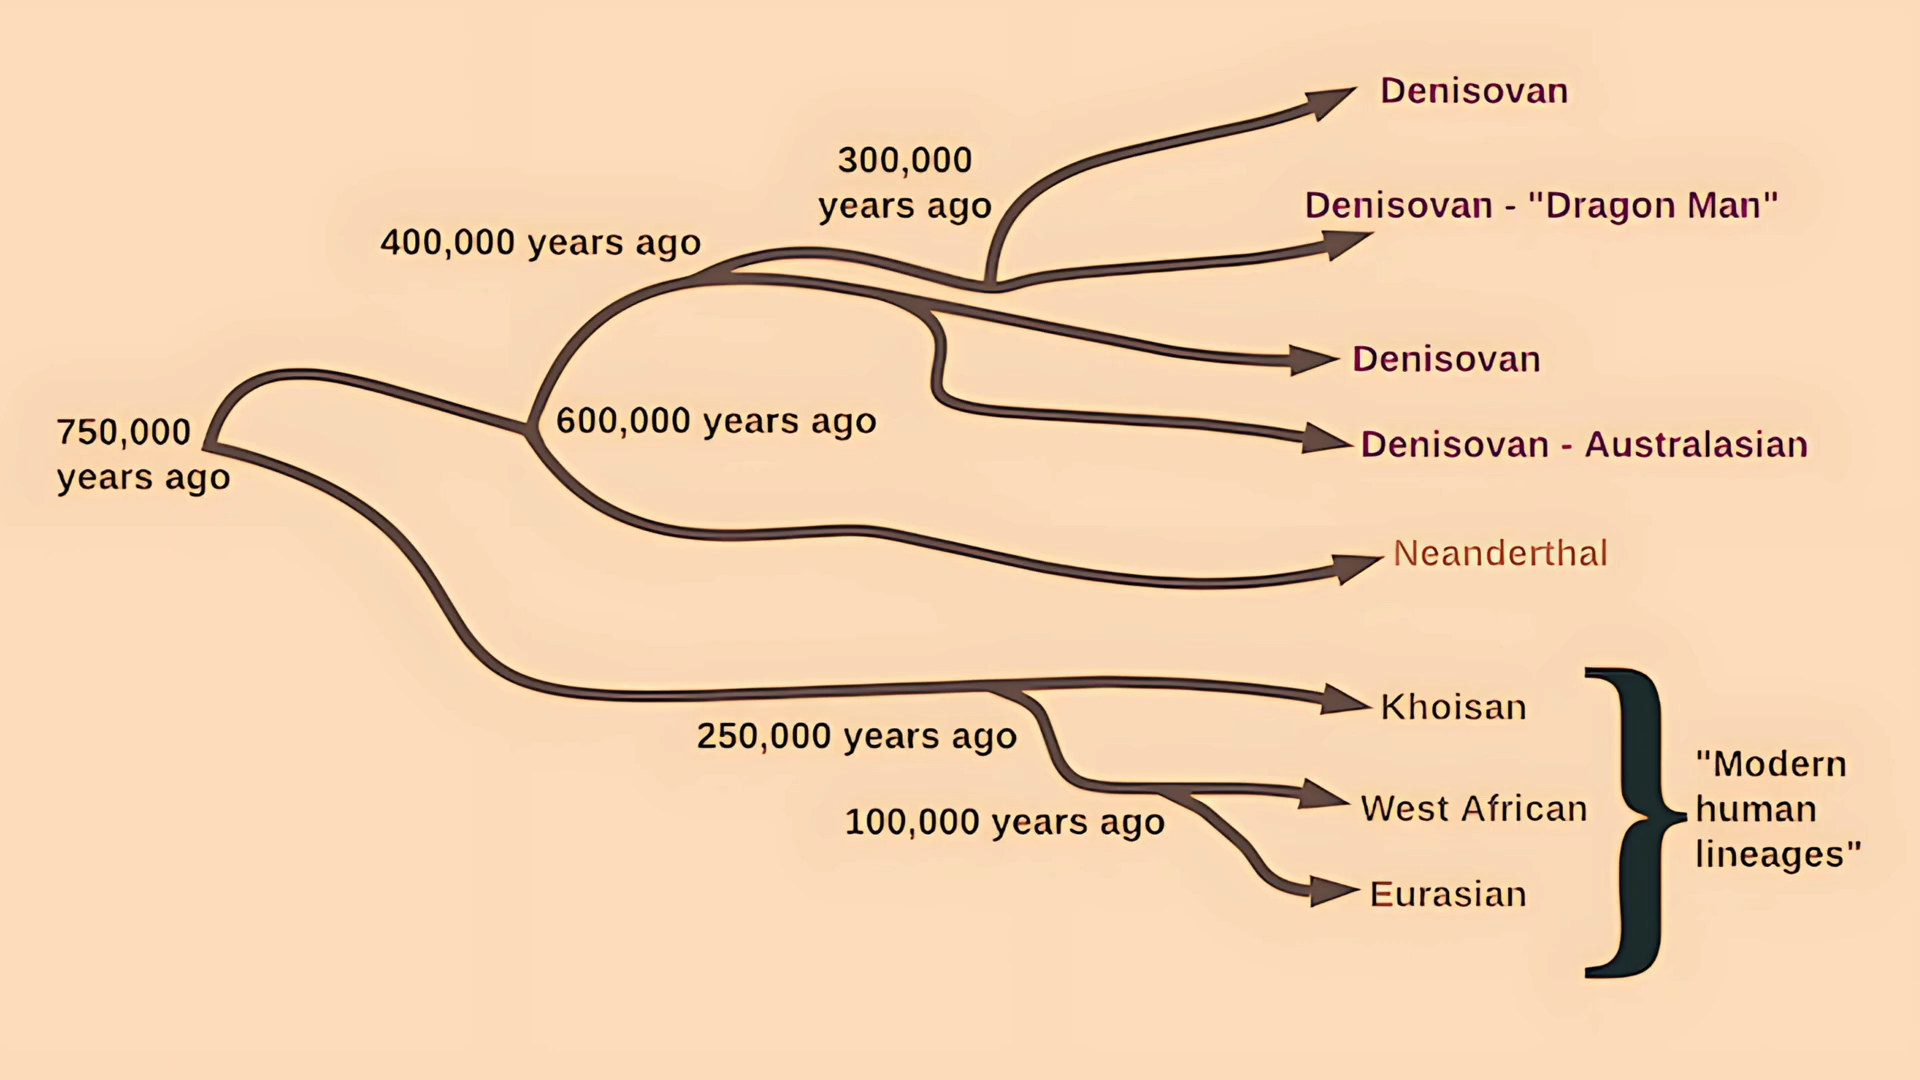 Denisovan
300,000
years ago
Denisovan - "Dragon Man"
400,000 years ago
Denisovan
600,000 years ago
750,000
years ago
Denisovan - Australasian
Neanderthal
Khoisan
250,000 years ago
"Modern
human
lineages"
West African
100,000 years ago
Eurasian